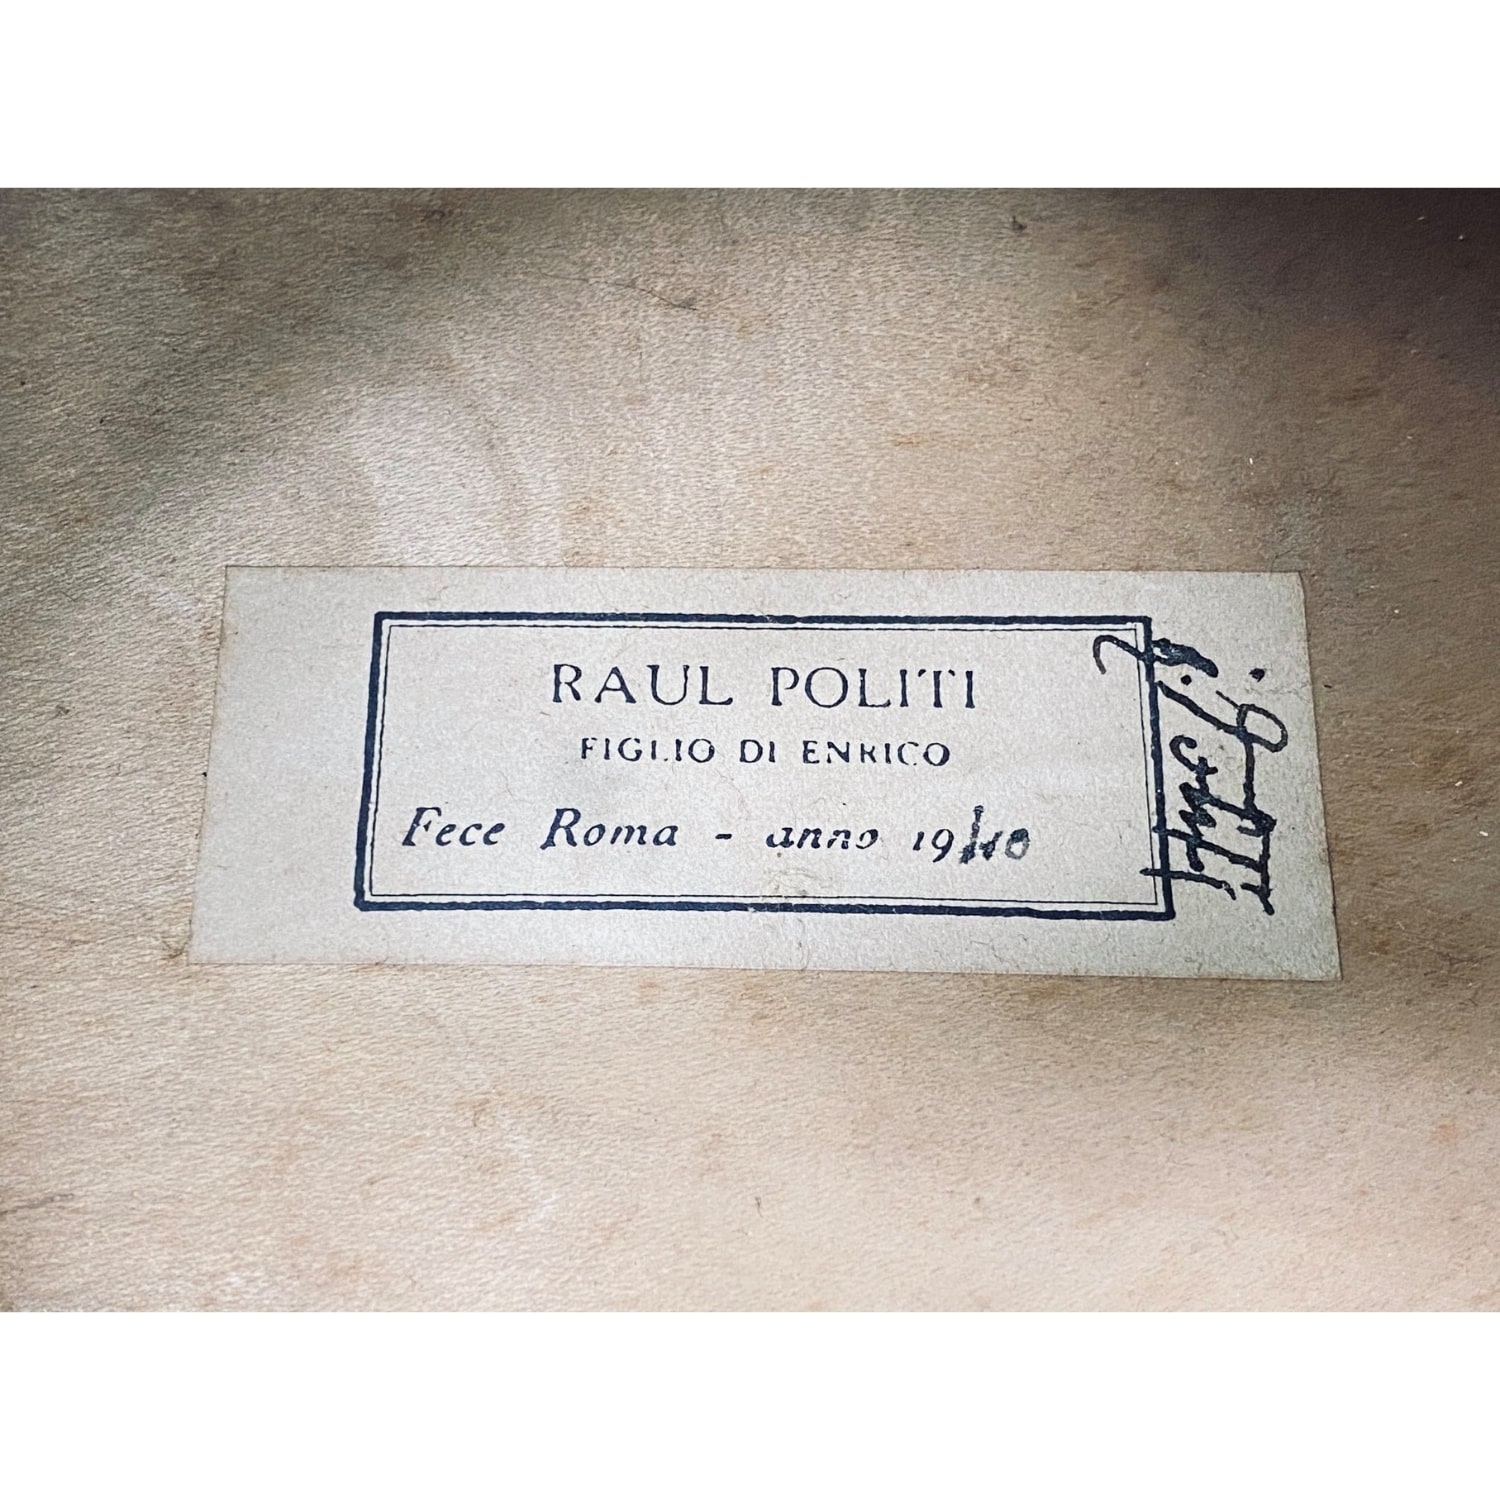 RAUL POLITI
FIGLIO DI ENRICO
Fece Roma - anno 1940